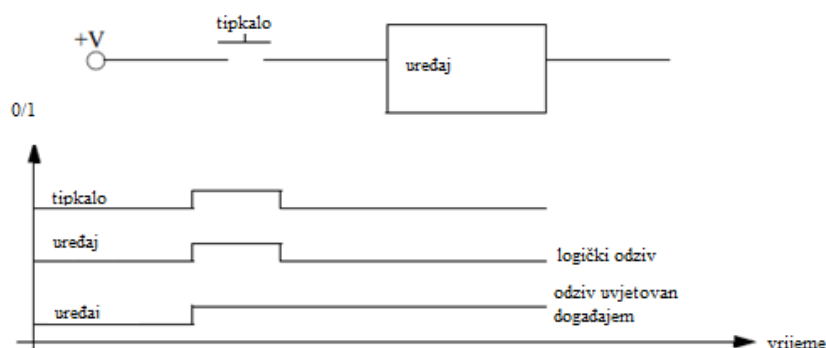 tipkalo
+V
uređaj
0/1
tipkalo
uređaj
logički odziv
odziv uvjetovan
događajem
uređai
vrijeme